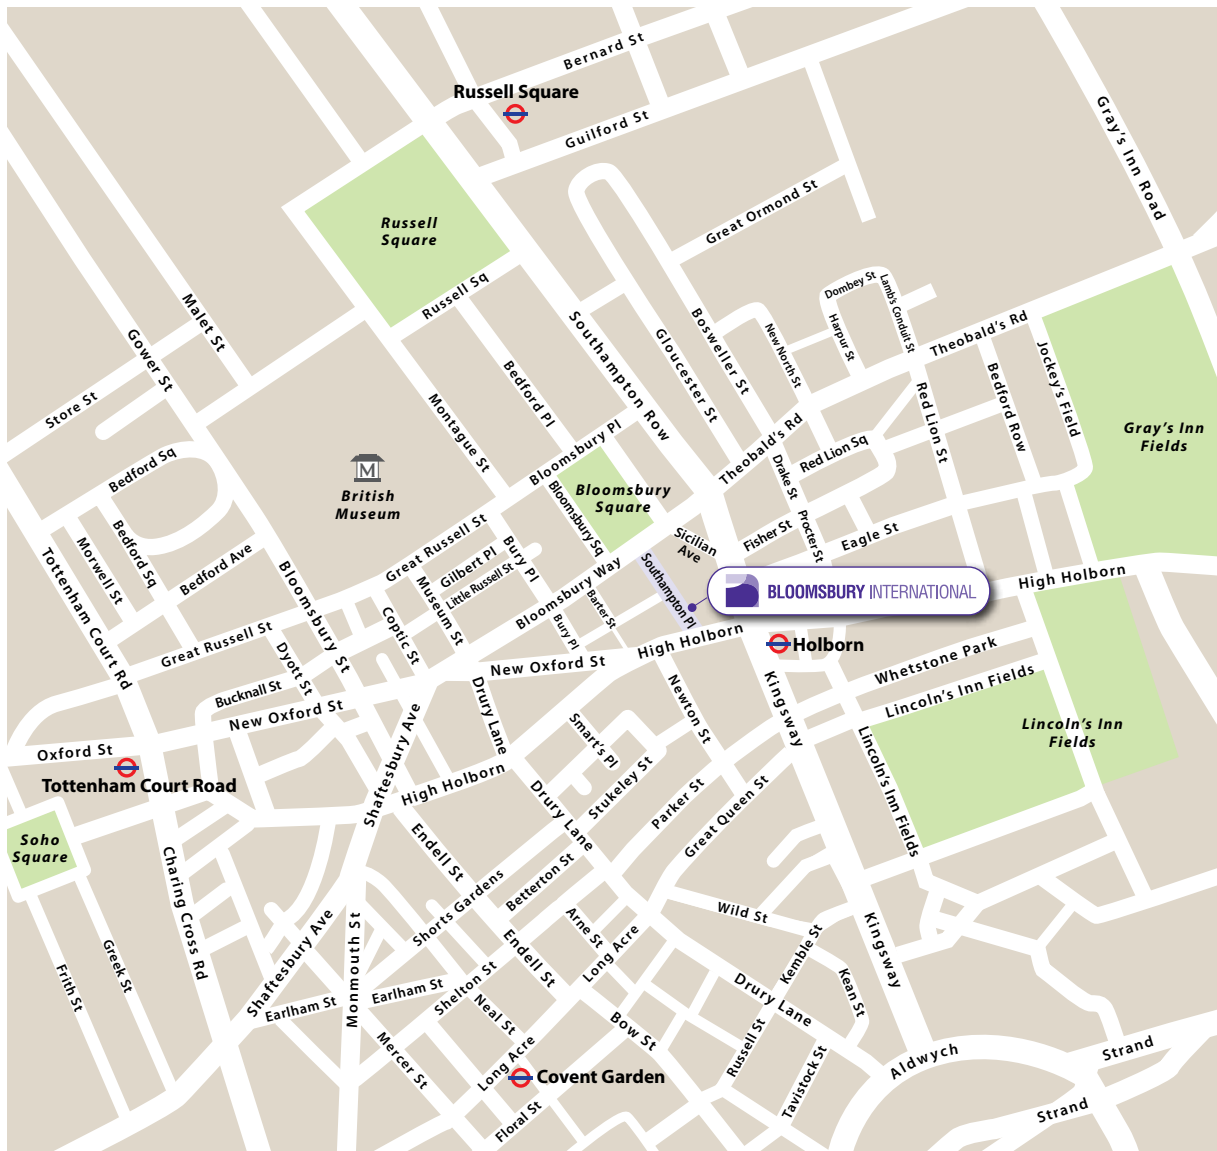 Bernard St
Russell Square
Guilford St
Gray's Inn Road
Great Ormond St
Russell
Square
Russell Sq
Dombey St
Lamb's Conduit St
Malet St
Gower St
Southampton Row
Bosweller St
New North St
Harpur St
Theobald's Rd
Gloucester St
Jockey's Field
Bedford Row
Bedford Pl
Store St
Montague St
Red Lion St
Bloomsbury Pl
Theobald's Rd
Red Lion Sq
Gray's Inn
Fields
Bedford Sq
British
Museum
Bloomsbury
Square
Bloomsbury Sq
Drake St
Procter St
Great Russell St
Bedford Sq
Morwell St
Bedford Ave
Sicilian
Ave
Fisher St
Eagle St
Gilbert Pl
Bury Pl
Little Russell St
Museum St
Bloomsbury Way
Southampton Pl
Tottenham Court Rd
Bloomsbury St
BLOOMSBURY INTERNATIONAL
High Holborn
Barter St
Bury Pl
Coptic St
Great Russell St
High Holborn
Holborn
Dyott St
New Oxford St
Whetstone Park
Bucknall St
Lincoln's Inn Fields
New Oxford St
Drury Lane
Newton St
Kingsway
Lincoln's Inn
Fields
Oxford St
Tottenham Court Road
Smart's Pl
Shaftesbury Ave
Lincoln's Inn Fields
High Holborn
Stukeley St
Drury Lane
Parker St
Great Queen St
Soho
Square
Endell St
Charing Cross Rd
Betterton St
Shorts Gardens
Wild St
Arne St
Kingsway
Shaftesbury Ave
Monmouth St
Endell St
Long Acre
Kemble St
Greek St
Frith St
Earlham St
Earlham St
Shelton St
Kean St
Drury Lane
Neal St
Bow St
Mercer St
Long Acre
Covent Garden
Russell St
Tavistock St
Aldwych
Strand
Floral St
Strand